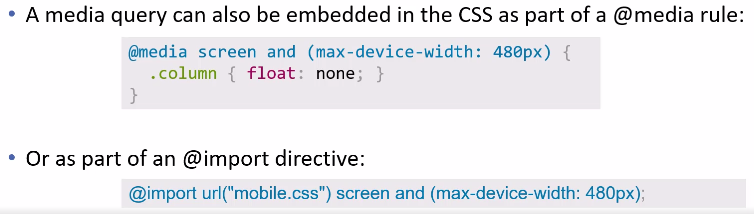 • A media query can also be embedded in the CSS as part of a @media rule:
@media screen and (max-device-width: 480px) {
.column { float: none; }
}
• Or as part of an @import directive:
@import url("mobile.css") screen and (max-device-width: 480px);